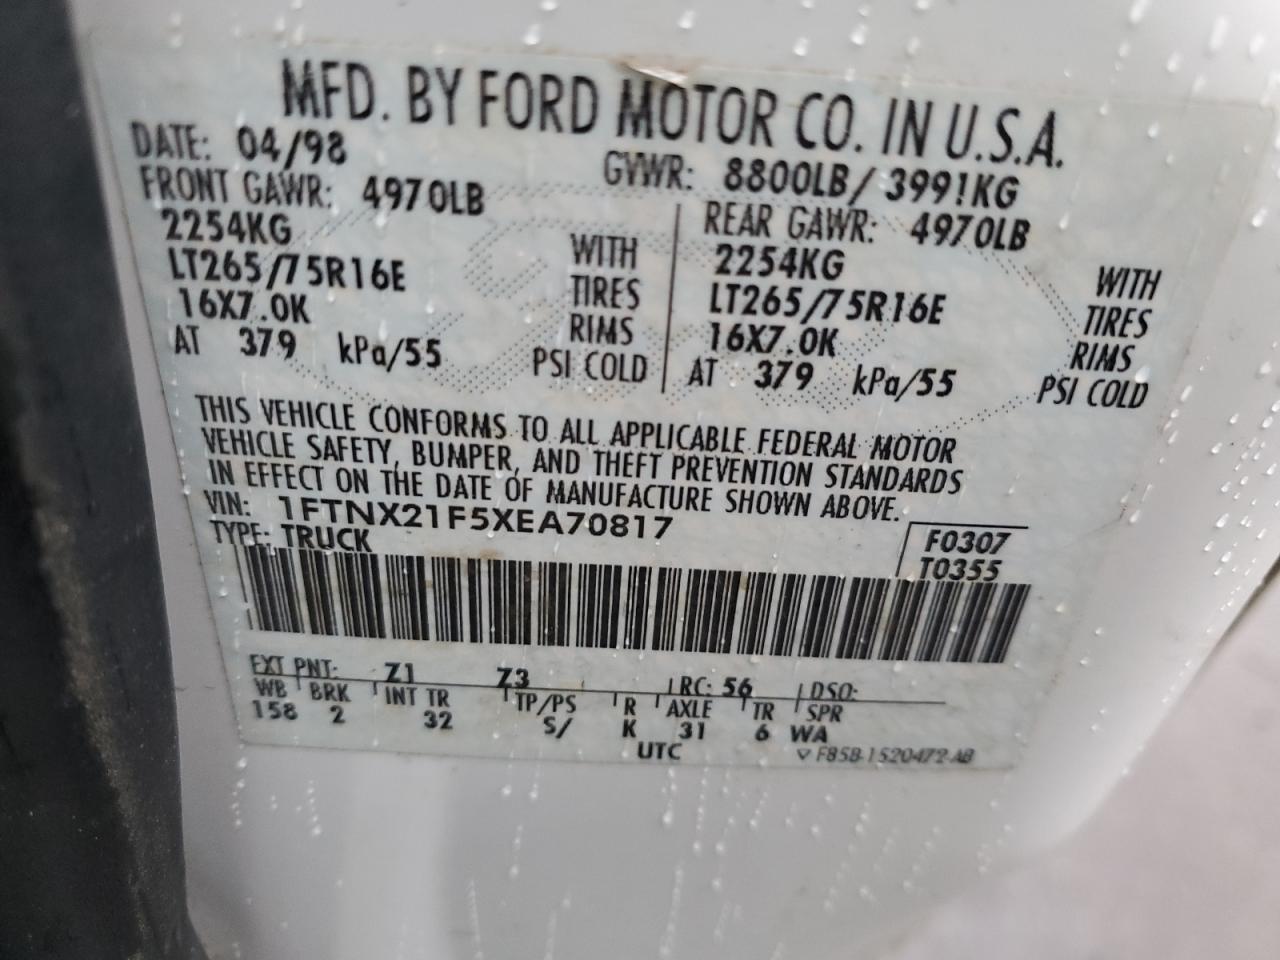 MFD. BY FORD MOTOR CO. IN U.S.A.
DATE: 04/98 GVWR: 8800LB/ 3991KG
FRONT GAWR: 4970LB REAR GAWR: 4970LB
2254KG WITH 2254KG WITH
LT265/75R16E TIRES LT265/75R16E TIRES
16X7.0K RIMS 16X7.0K RIMS
AT 379 kPa/55 PSI COLD AT 379 kPa/55 PSI COLD
THIS VEHICLE CONFORMS TO ALL APPLICABLE FEDERAL MOTOR
VEHICLE SAFETY, BUMPER, AND THEFT PREVENTION STANDARDS
IN EFFECT ON THE DATE OF MANUFACTURE SHOWN ABOVE.
VIN: 1FTNX21F5XEA70817 F0307
TYPE: TRUCK T0355
EXT PNT: Z1 Z3 RC: 56 DSO:
WB BRK INT TR TP/PS R AXLE TR SPR
158 2 32 S/ K 31 6 WA
UTC F85B-1520472-AB